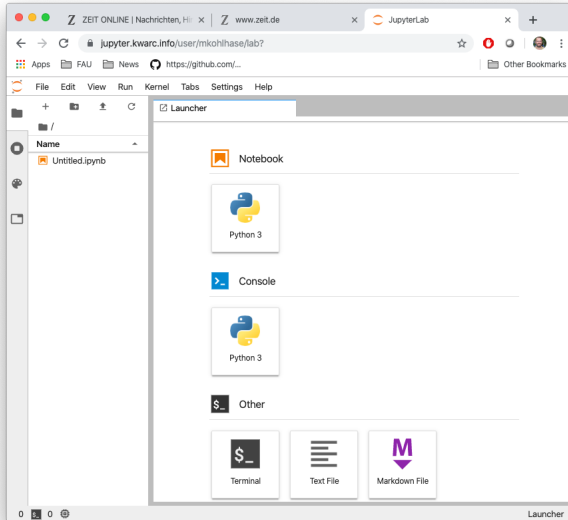 ZEIT ONLINE | Nachrichten, Hi
www.zeit.de
JupyterLab
jupyter.kwarc.info/user/mkohlhase/lab?
Apps FAU News https://github.com/... Other Bookmarks
File Edit View Run Kernel Tabs Settings Help
Launcher
/
Name
Untitled.ipynb
Notebook
Python 3
Console
Python 3
Other
$_
Terminal Text File Markdown File
0 0 Launcher